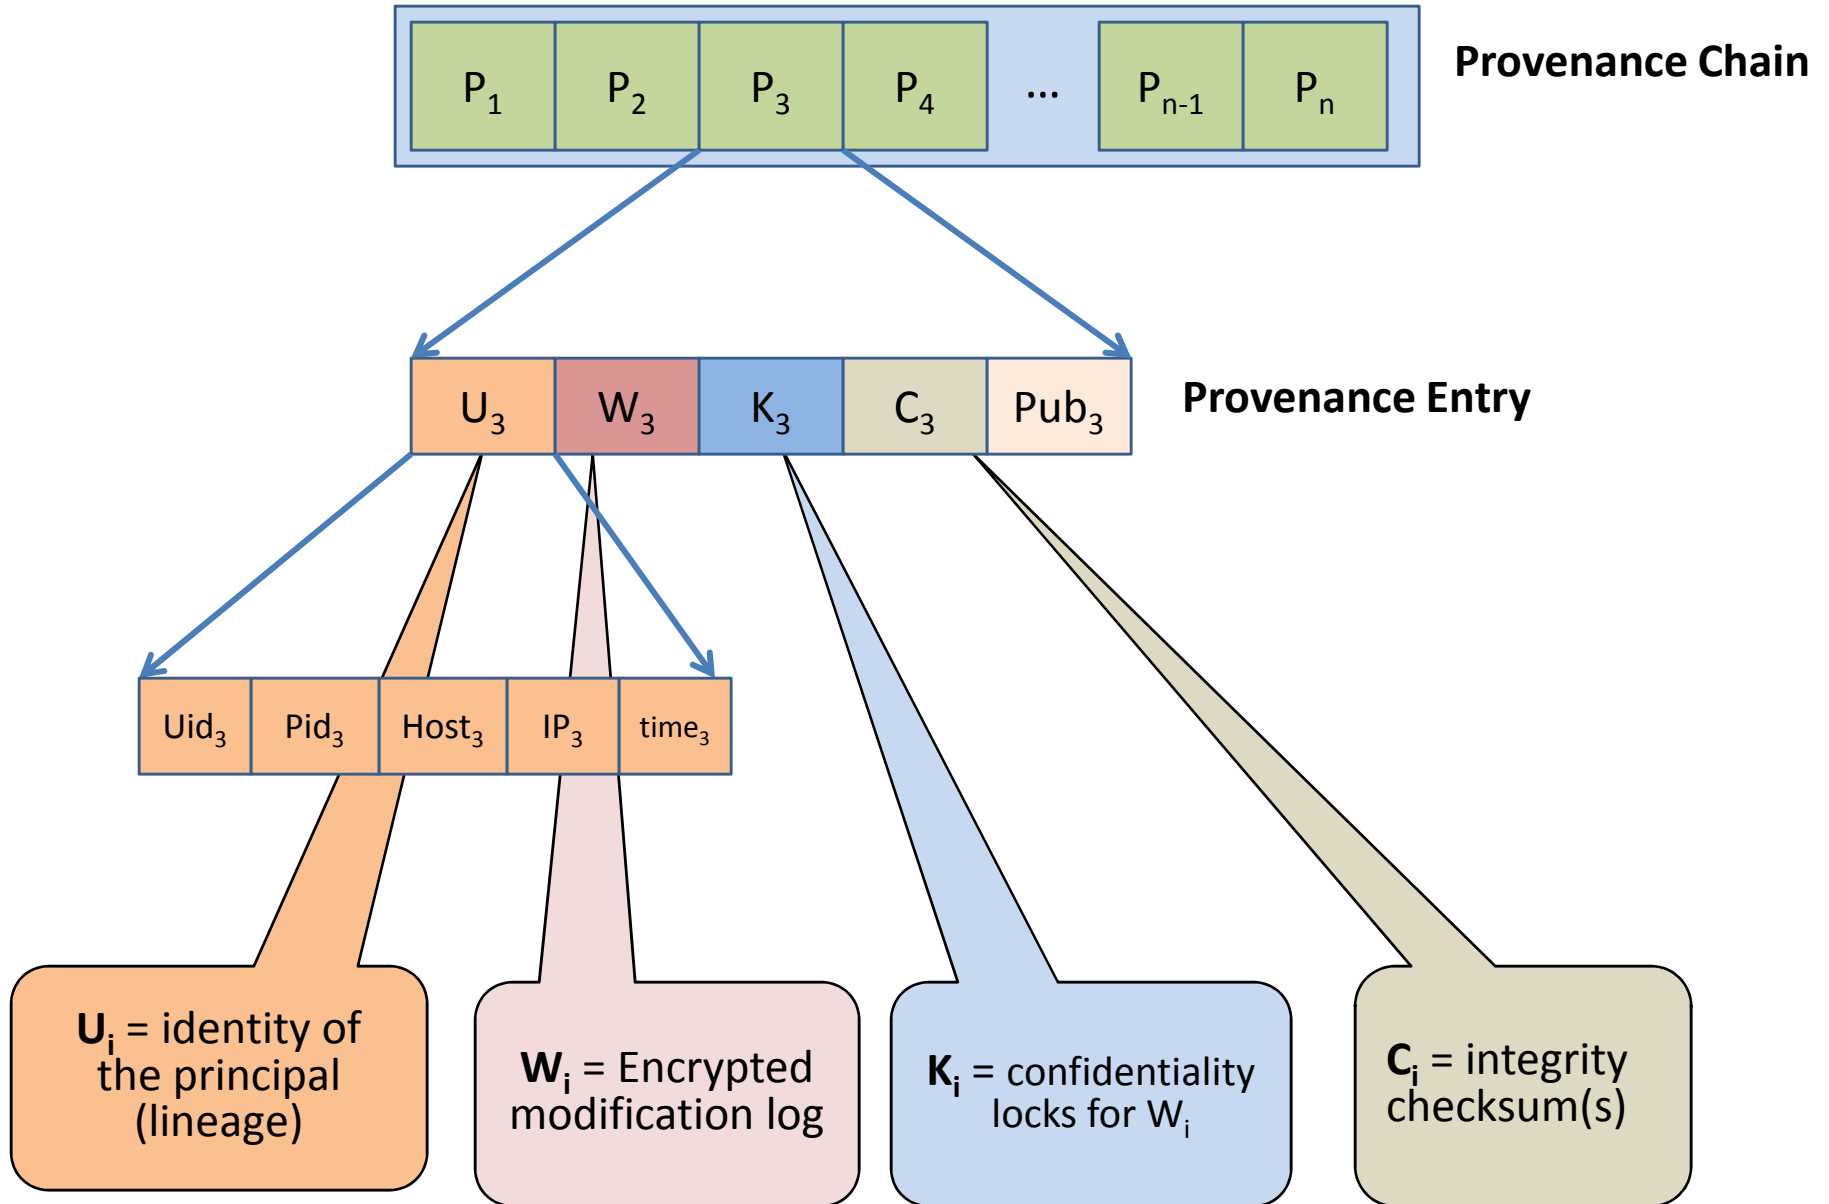 P1 P2 P3 P4 ... Pn-1 Pn
Provenance Chain
U3 W3 K3 C3 Pub3
Provenance Entry
Uid3 Pid3 Host3 IP3 time3
Ui = identity of
the principal
(lineage)
Wi = Encrypted
modification log
Ki = confidentiality
locks for Wi
Ci = integrity
checksum(s)